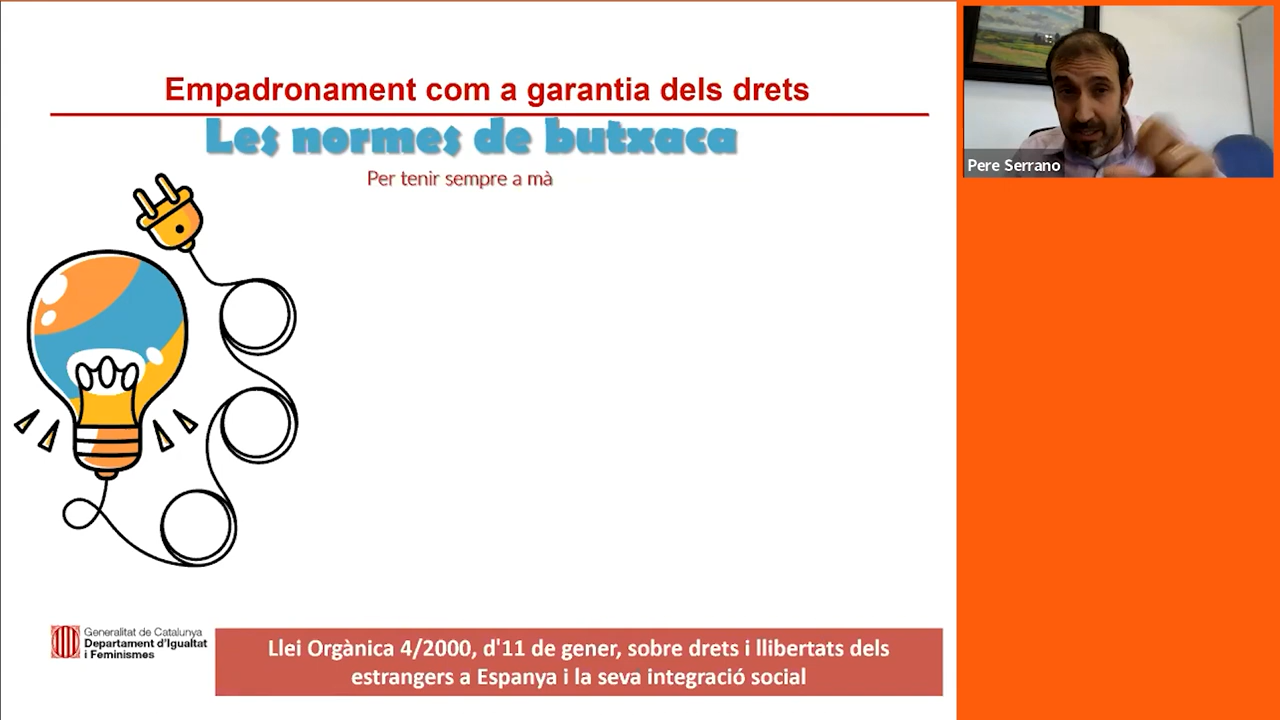 Empadronament com a garantia dels drets
Les normes de butxaca
Per tenir sempre a mà
Pere Serrano
Generalitat de Catalunya
Departament d'Igualtat
i Feminismes
Llei Orgànica 4/2000, d'11 de gener, sobre drets i llibertats dels
estrangers a Espanya i la seva integració social